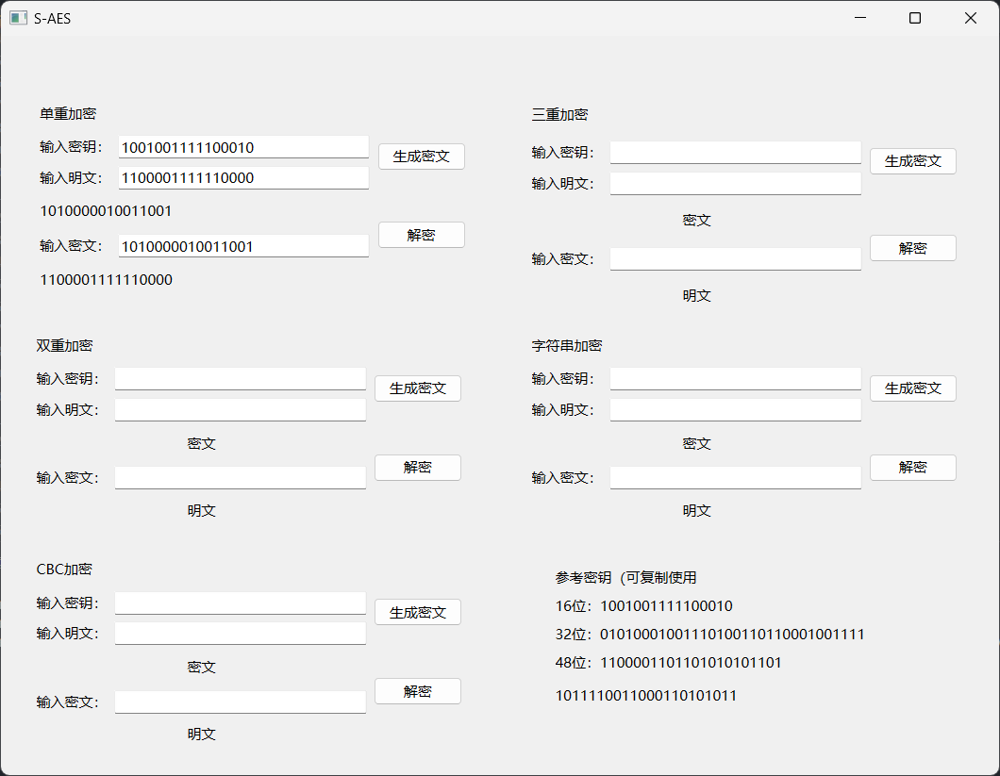 S-AES
单重加密
输入密钥： 1001001111100010
生成密文
输入明文： 1100001111110000
1010000010011001
输入密文： 1010000010011001
解密
1100001111110000
三重加密
输入密钥：
生成密文
输入明文：
密文
输入密文：
解密
明文
双重加密
输入密钥：
生成密文
输入明文：
密文
输入密文：
解密
明文
字符串加密
输入密钥：
生成密文
输入明文：
密文
输入密文：
解密
明文
CBC加密
输入密钥：
生成密文
输入明文：
密文
输入密文：
解密
明文
参考密钥（可复制使用
16位：1001001111100010
32位：01010001001110100110110001001111
48位：1100001101101010101101
1011110011000110101011